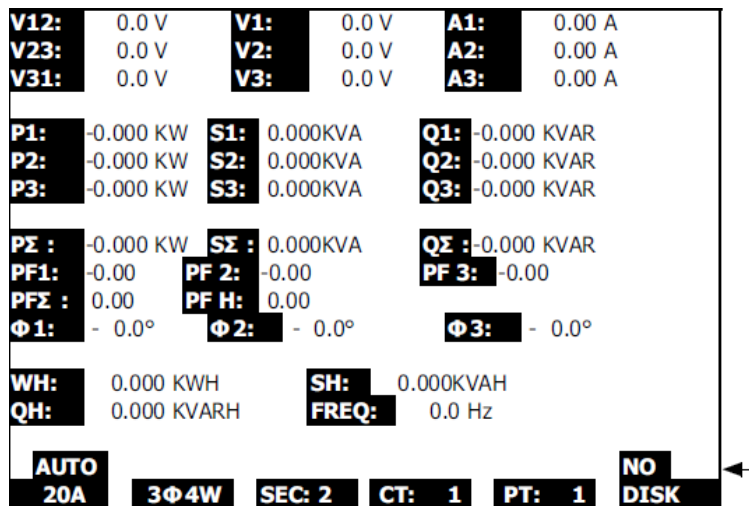 V12: 0.0 V V1: 0.0 V A1: 0.00 A
V23: 0.0 V V2: 0.0 V A2: 0.00 A
V31: 0.0 V V3: 0.0 V A3: 0.00 A
P1: -0.000 KW S1: 0.000KVA Q1: -0.000 KVAR
P2: -0.000 KW S2: 0.000KVA Q2: -0.000 KVAR
P3: -0.000 KW S3: 0.000KVA Q3: -0.000 KVAR
PΣ : -0.000 KW SΣ : 0.000KVA QΣ : -0.000 KVAR
PF1: -0.00 PF 2: -0.00 PF 3: -0.00
PFΣ : 0.00 PF H: 0.00
Φ1: - 0.0° Φ2: - 0.0° Φ3: - 0.0°
WH: 0.000 KWH SH: 0.000KVAH
QH: 0.000 KVARH FREQ: 0.0 Hz
AUTO NO
20A 3Φ4W SEC: 2 CT: 1 PT: 1 DISK